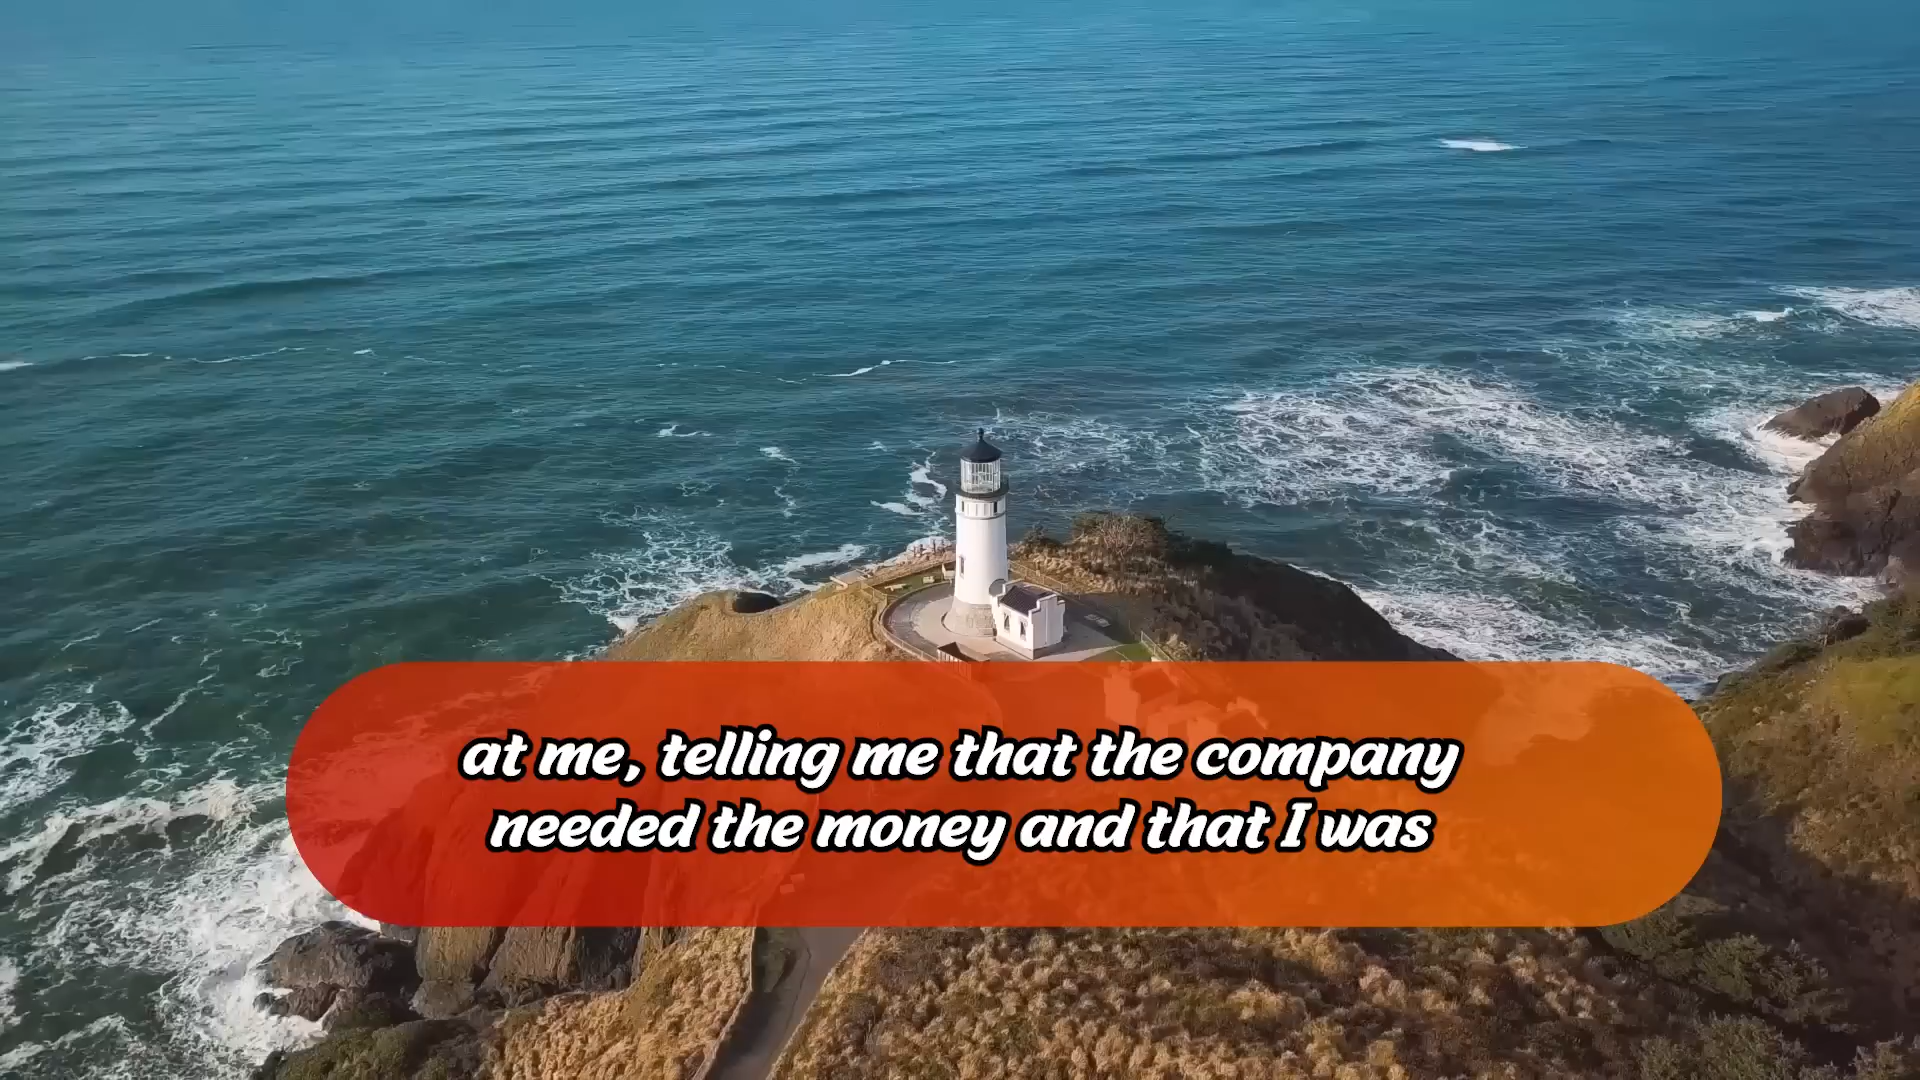 at me, telling me that the company
needed the money and that I was